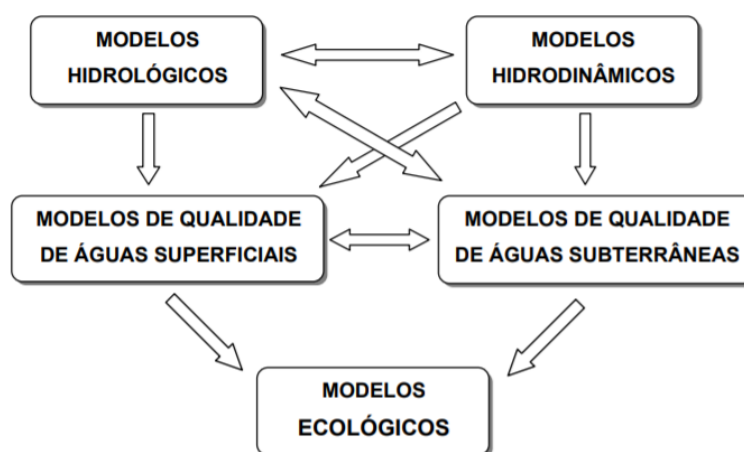 MODELOS
HIDROLÓGICOS
MODELOS
HIDRODINÂMICOS
MODELOS DE QUALIDADE
DE ÁGUAS SUPERFICIAIS
MODELOS DE QUALIDADE
DE ÁGUAS SUBTERRÂNEAS
MODELOS
ECOLÓGICOS